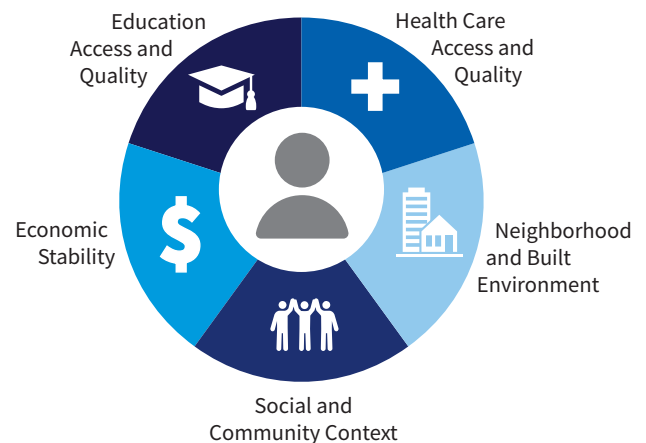 Education
Access and
Quality
Health Care
Access and
Quality
Economic
Stability
$
Neighborhood
and Built
Environment
Social and
Community Context